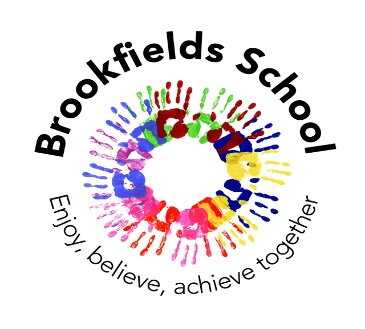 Brookfields School
Enjoy, believe, achieve together